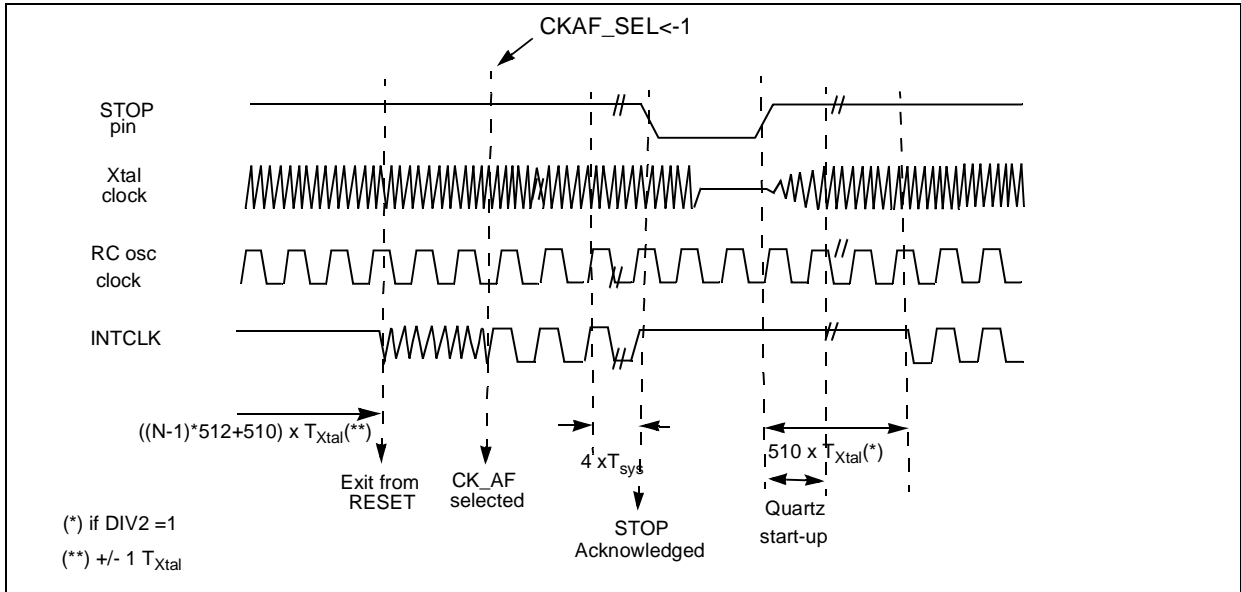 CKAF_SEL<-1
STOP
pin
Xtal
clock
RC osc
clock
INTCLK
((N-1)*512+510) x TXtal(**)
4 xTsys
510 x TXtal(*)
Exit from
RESET
CK_AF
selected
Quartz
start-up
STOP
Acknowledged
(*) if DIV2 =1
(**) +/- 1 TXtal